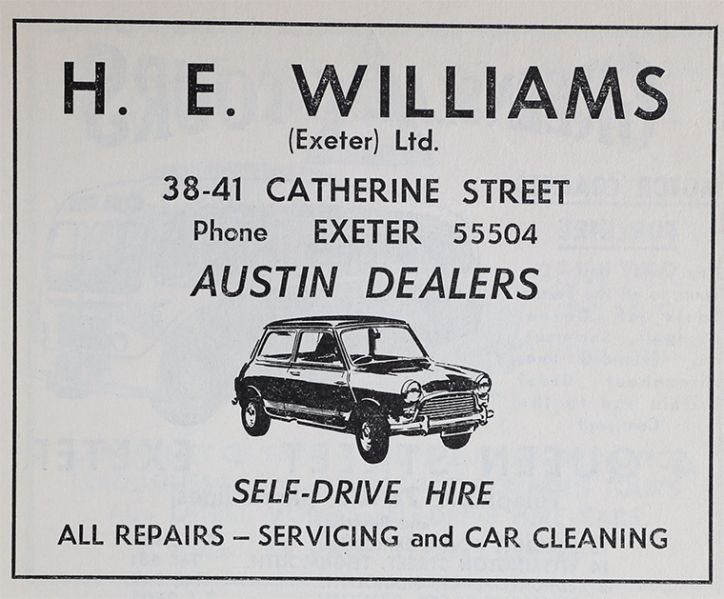 H. E. WILLIAMS
(Exeter) Ltd.
38-41 CATHERINE STREET
Phone EXETER 55504
AUSTIN DEALERS
SELF-DRIVE HIRE
ALL REPAIRS – SERVICING and CAR CLEANING